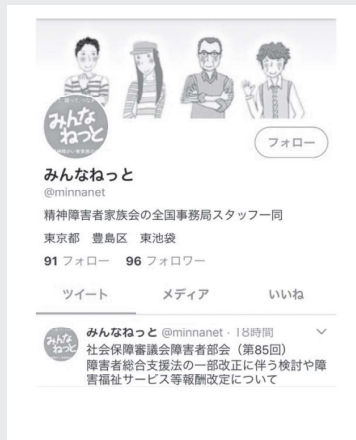 みんな
ねっと
フォロー
みんなねっと
@minnanet
精神障害者家族会の全国事務局スタッフ一同
東京都 豊島区 東池袋
91 フォロー 96 フォロワー
ツイート メディア いいね
みんな
ねっと
みんなねっと @minnanet - 18時間
社会保障審議会障害者部会（第85回）
障害者総合支援法の一部改正に伴う検討や障
害福祉サービス等報酬改定について